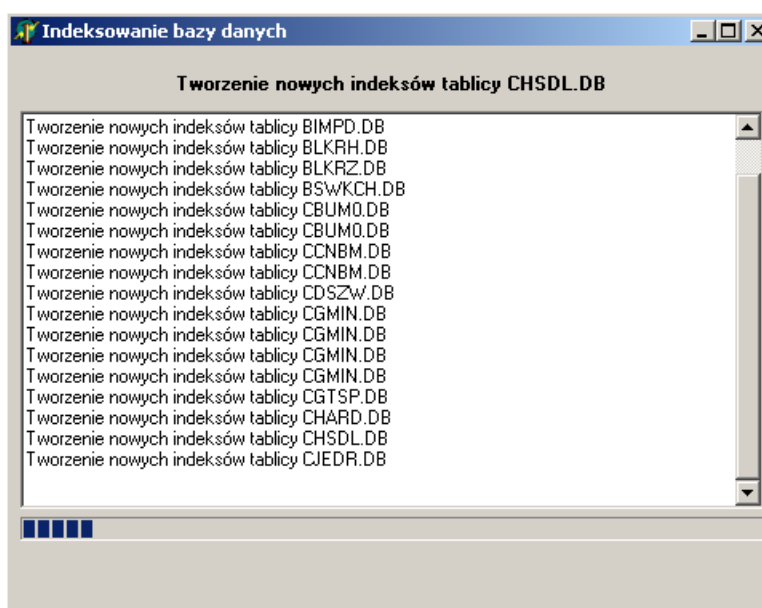 Indeksowanie bazy danych
Tworzenie nowych indeksów tablicy CHSDL.DB
Tworzenie nowych indeksów tablicy BIMPD.DB
Tworzenie nowych indeksów tablicy BLKRH.DB
Tworzenie nowych indeksów tablicy BLKRZ.DB
Tworzenie nowych indeksów tablicy BSWKCH.DB
Tworzenie nowych indeksów tablicy CBUM0.DB
Tworzenie nowych indeksów tablicy CBUM0.DB
Tworzenie nowych indeksów tablicy CCNBM.DB
Tworzenie nowych indeksów tablicy CCNBM.DB
Tworzenie nowych indeksów tablicy CDSZW.DB
Tworzenie nowych indeksów tablicy CGMIN.DB
Tworzenie nowych indeksów tablicy CGMIN.DB
Tworzenie nowych indeksów tablicy CGMIN.DB
Tworzenie nowych indeksów tablicy CGMIN.DB
Tworzenie nowych indeksów tablicy CGTSP.DB
Tworzenie nowych indeksów tablicy CHARD.DB
Tworzenie nowych indeksów tablicy CHSDL.DB
Tworzenie nowych indeksów tablicy CJEDR.DB